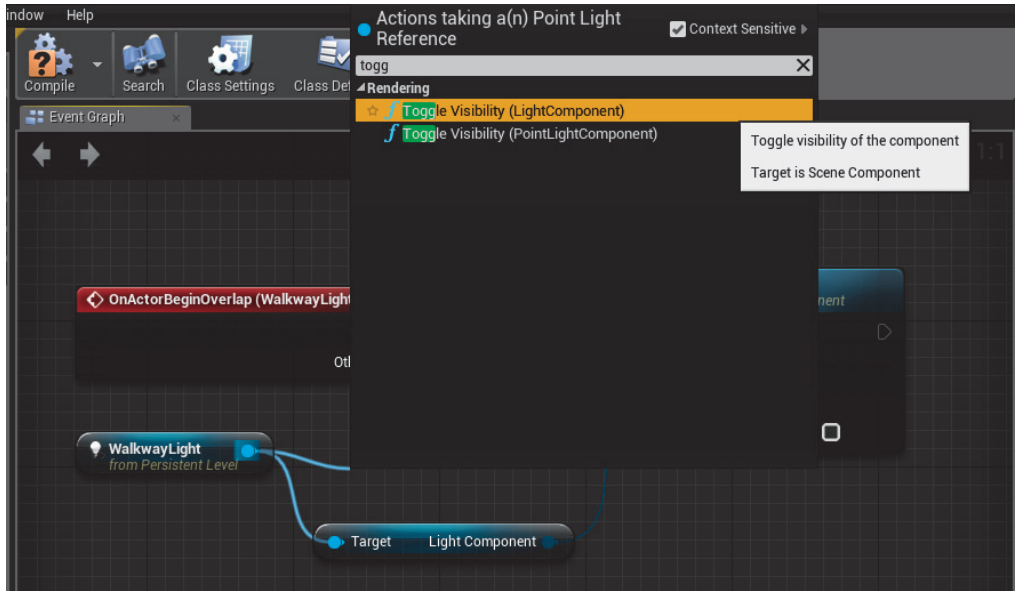 indow Help
Compile
Search
Class Settings
Class De
Event Graph
Actions taking a(n) Point Light
Reference
Context Sensitive
togg
Rendering
Toggle Visibility (LightComponent)
Toggle Visibility (PointLightComponent)
Toggle visibility of the component
Target is Scene Component
1:1
OnActorBeginOverlap (WalkwayLight
nent
Oth
WalkwayLight
from Persistent Level
Target Light Component